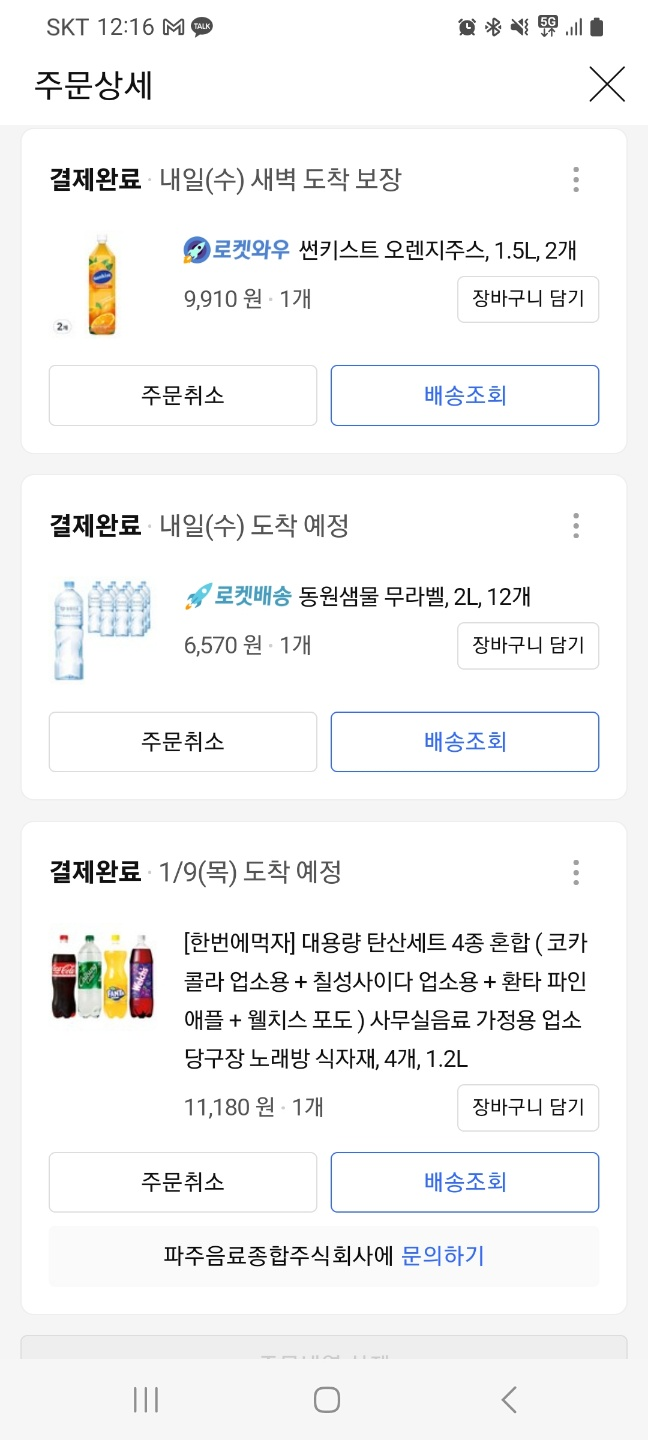 SKT 12:16 TALK 5G
주문상세
결제완료 · 내일(수) 새벽 도착 보장
로켓와우 썬키스트 오렌지주스, 1.5L, 2개
9,910 원 · 1개
장바구니 담기
2개
주문취소
배송조회
결제완료 · 내일(수) 도착 예정
로켓배송 동원샘물 무라벨, 2L, 12개
6,570 원 · 1개
장바구니 담기
주문취소
배송조회
결제완료 · 1/9(목) 도착 예정
[한번에먹자] 대용량 탄산세트 4종 혼합 ( 코카
콜라 업소용 + 칠성사이다 업소용 + 환타 파인
애플 + 웰치스 포도 ) 사무실음료 가정용 업소
당구장 노래방 식자재, 4개, 1.2L
Coca-Cola
FANTA
Welch's
11,180 원 · 1개
장바구니 담기
주문취소
배송조회
파주음료종합주식회사에 문의하기